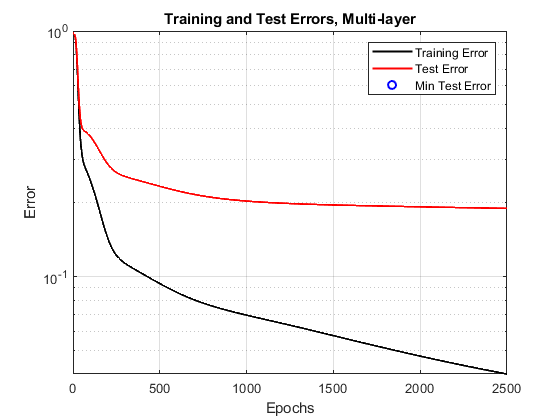 Training and Test Errors, Multi-layer
10^0
Training Error
Test Error
Min Test Error
Error
10^-1
0
500
1000
1500
2000
2500
Epochs